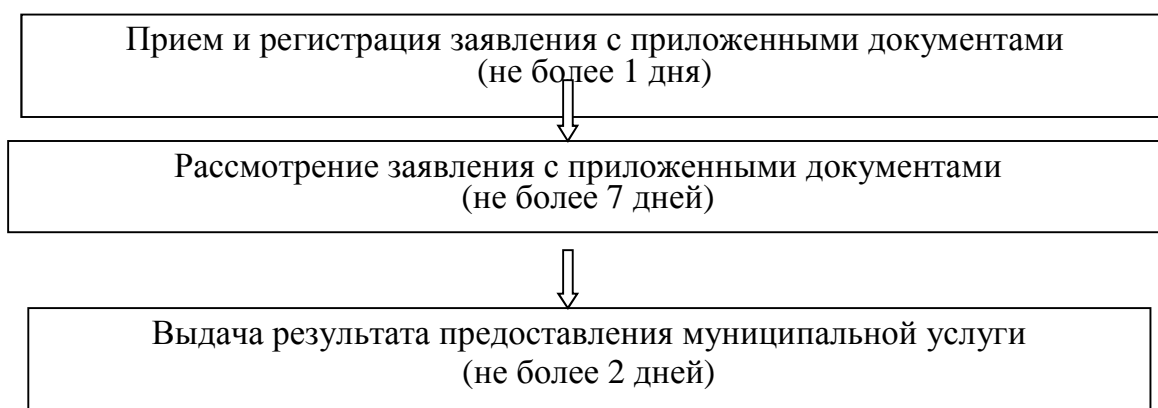 Прием и регистрация заявления с приложенными документами
(не более 1 дня)
Рассмотрение заявления с приложенными документами
(не более 7 дней)
Выдача результата предоставления муниципальной услуги
(не более 2 дней)